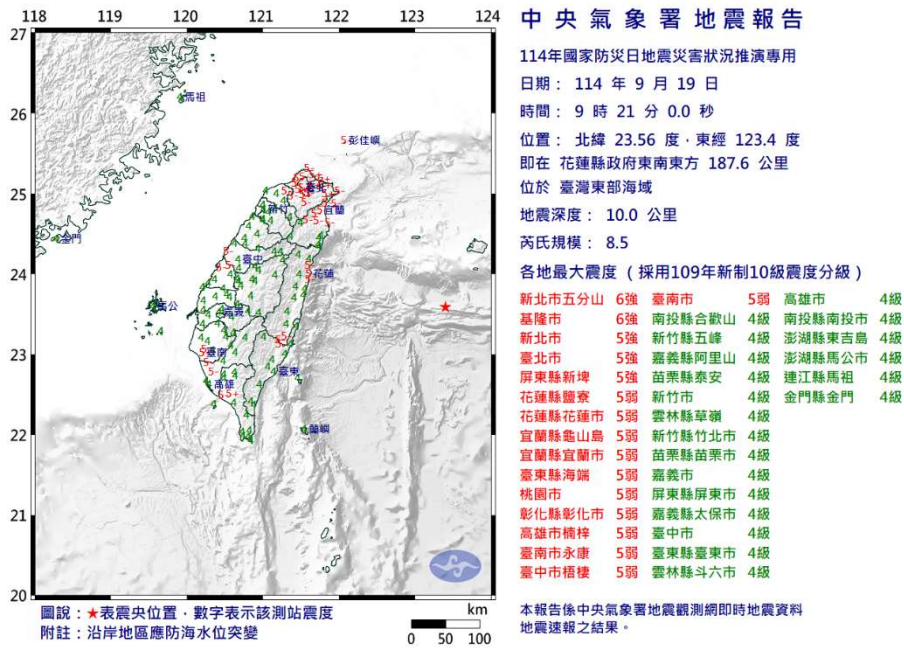 中央氣象署地震報告
114年國家防災日地震災害狀況推演專用
日期： 114 年 9 月 19 日
時間： 9 時 21 分 0.0 秒
位置： 北緯 23.56 度，東經 123.4 度
即在 花蓮縣政府東南東方 187.6 公里
位於 臺灣東部海域
地震深度： 10.0 公里
芮氏規模： 8.5
各地最大震度 （採用109年新制10級震度分級）
新北市五分山 6強 臺南市 5弱 高雄市 4級
基隆市 6強 南投縣合歡山 4級 南投縣南投市 4級
新北市 5強 新竹縣五峰 4級 澎湖縣東吉島 4級
臺北市 5強 嘉義縣阿里山 4級 澎湖縣馬公市 4級
屏東縣新埤 5強 苗栗縣泰安 4級 連江縣馬祖 4級
花蓮縣鹽寮 5弱 新竹市 4級 金門縣金門 4級
花蓮縣花蓮市 5弱 雲林縣草嶺 4級
宜蘭縣龜山島 5弱 新竹縣竹北市 4級
宜蘭縣宜蘭市 5弱 苗栗縣苗栗市 4級
臺東縣海端 5弱 嘉義市 4級
桃園市 5弱 屏東縣屏東市 4級
彰化縣彰化市 5弱 嘉義縣太保市 4級
高雄市楠梓 5弱 臺中市 4級
臺南市永康 5弱 臺東縣臺東市 4級
臺中市梧棲 5弱 雲林縣斗六市 4級
本報告係中央氣象署地震觀測網即時地震資料
地震速報之結果。
118 119 120 121 122 123 124
27
26
25
24
23
22
21
20
馬祖
彭佳嶼
臺北
新竹
宜蘭
金門
臺中
花蓮
馬公
嘉義
臺南
臺東
高雄
蘭嶼
圖說：★表震央位置，數字表示該測站震度
附註：沿岸地區應防海水位突變
km
0 50 100